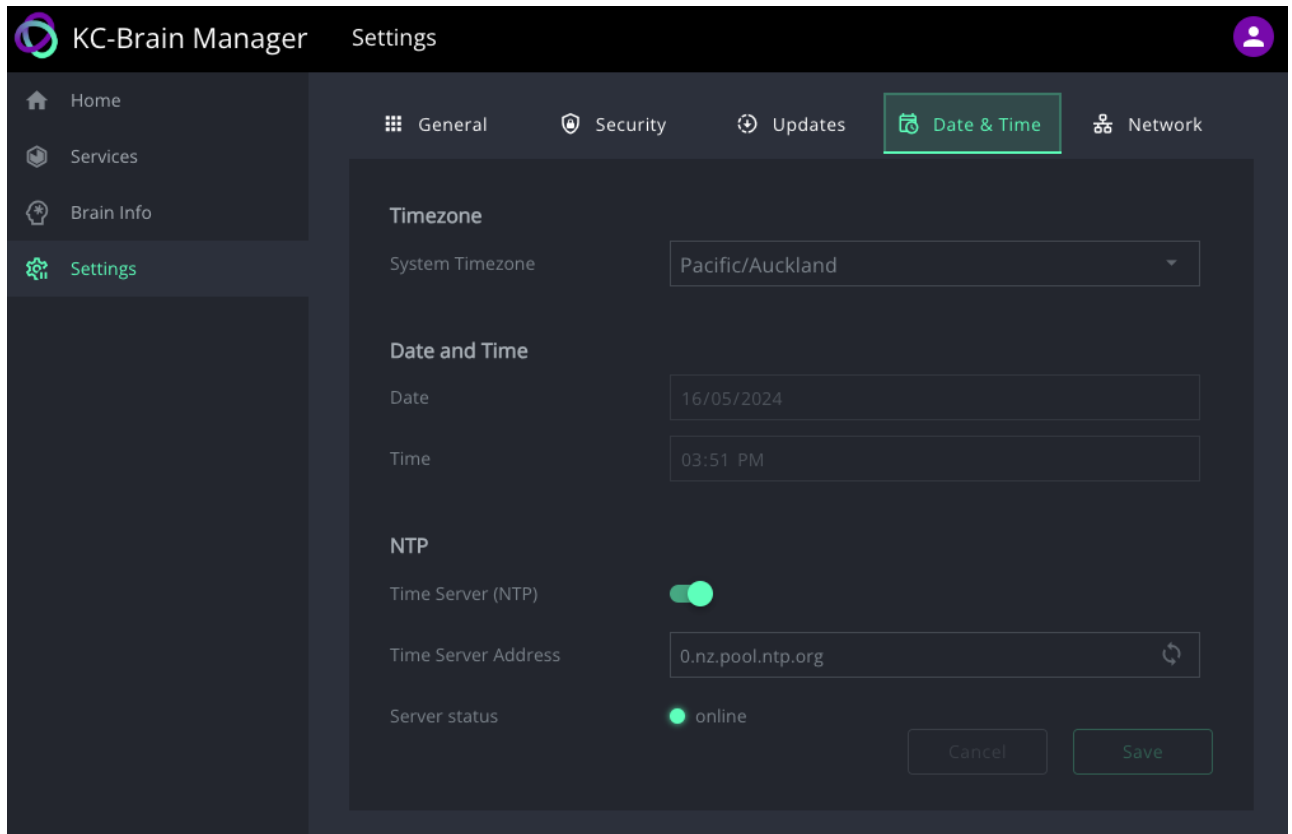 KC-Brain Manager
Settings
Home
Services
Brain Info
Settings
General
Security
Updates
Date & Time
Network
Timezone
System Timezone
Pacific/Auckland
Date and Time
Date
16/05/2024
Time
03:51 PM
NTP
Time Server (NTP)
Time Server Address
0.nz.pool.ntp.org
Server status
online
Cancel
Save